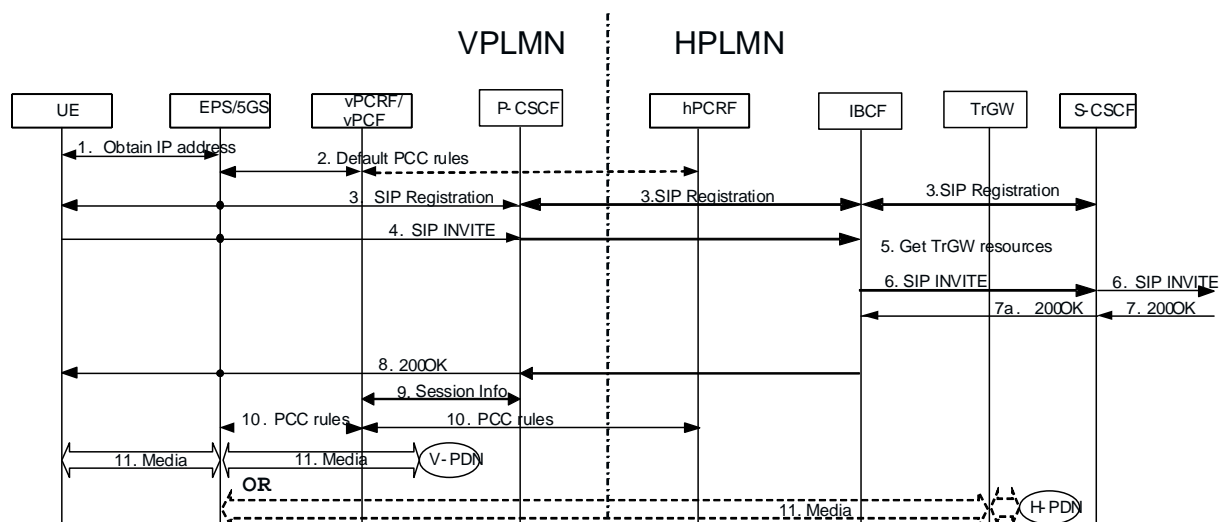 VPLMN
HPLMN
UE
EPS/5GS
vPCRF/
vPCF
P-CSCF
hPCRF
IBCF
TrGW
S-CSCF
1. Obtain IP address
2. Default PCC rules
3. SIP Registration
3.SIP Registration
3.SIP Registration
4. SIP INVITE
5. Get TrGW resources
6. SIP INVITE
6. SIP INVITE
7a. 200OK
7. 200OK
8. 200OK
9. Session Info
10. PCC rules
10. PCC rules
11. Media
11. Media
V-PDN
OR
11. Media
H-PDN